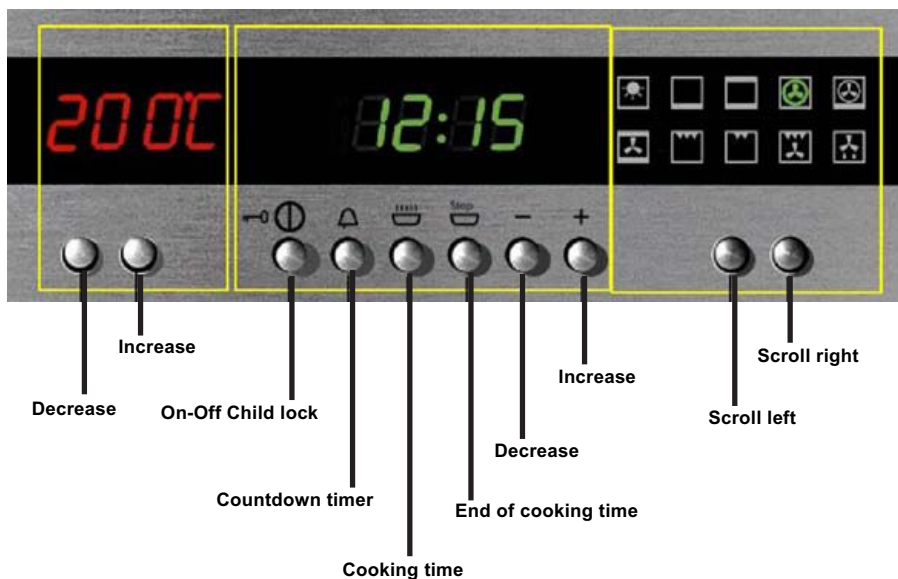 200°C
12:15
Stop
− +
Increase
Scroll right
Decrease
Increase
On-Off Child lock
Scroll left
Decrease
Countdown timer
End of cooking time
Cooking time